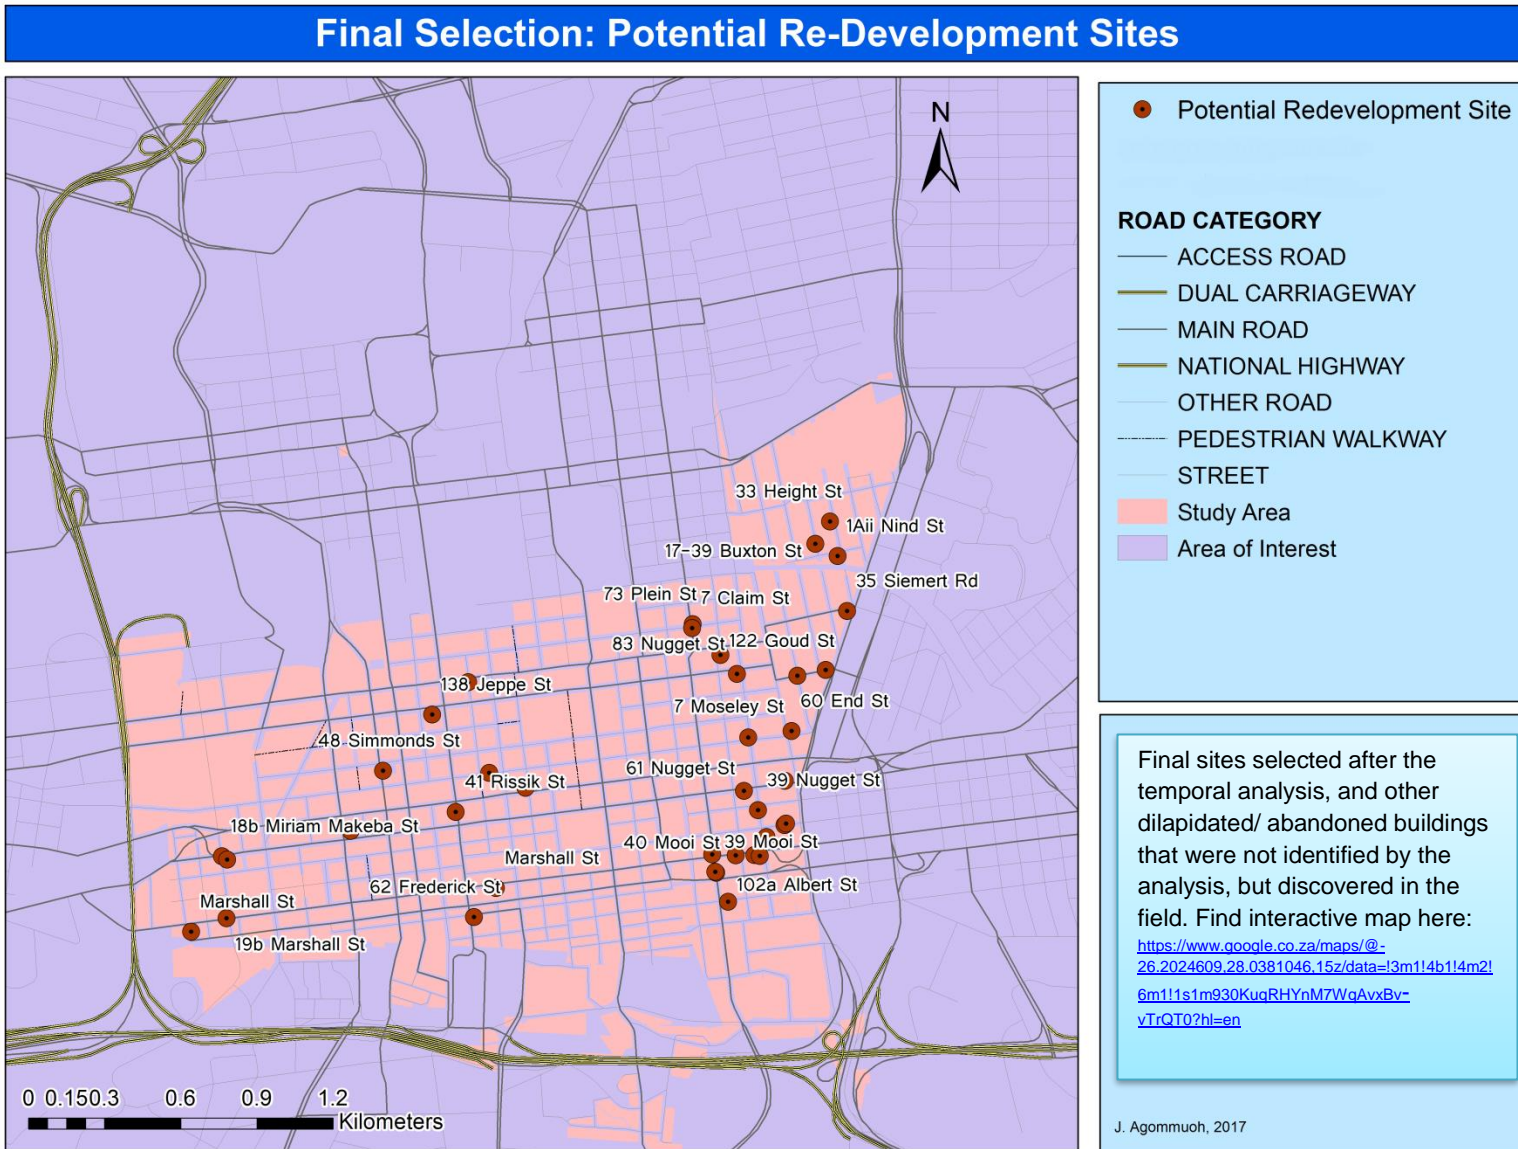 Final Selection: Potential Re-Development Sites
N
33 Height St
1Aii Nind St
17-39 Buxton St
35 Siemert Rd
73 Plein St
7 Claim St
83 Nugget St
122 Goud St
138 Jeppe St
60 End St
7 Moseley St
48 Simmonds St
61 Nugget St
39 Nugget St
41 Rissik St
18b Miriam Makeba St
40 Mooi St
39 Mooi St
Marshall St
62 Frederick St
102a Albert St
Marshall St
19b Marshall St
0 0.15 0.3 0.6 0.9 1.2
Kilometers
Potential Redevelopment Site
ROAD CATEGORY
ACCESS ROAD
DUAL CARRIAGEWAY
MAIN ROAD
NATIONAL HIGHWAY
OTHER ROAD
PEDESTRIAN WALKWAY
STREET
Study Area
Area of Interest
Final sites selected after the
temporal analysis, and other
dilapidated/ abandoned buildings
that were not identified by the
analysis, but discovered in the
field. Find interactive map here:
https://www.google.co.za/maps/@-
26.2024609,28.0381046,15z/data=!3m1!4b1!4m2!
6m1!1s1m930KuqRHYnM7WqAvxBv-
vTrQT0?hl=en
J. Agommuoh, 2017